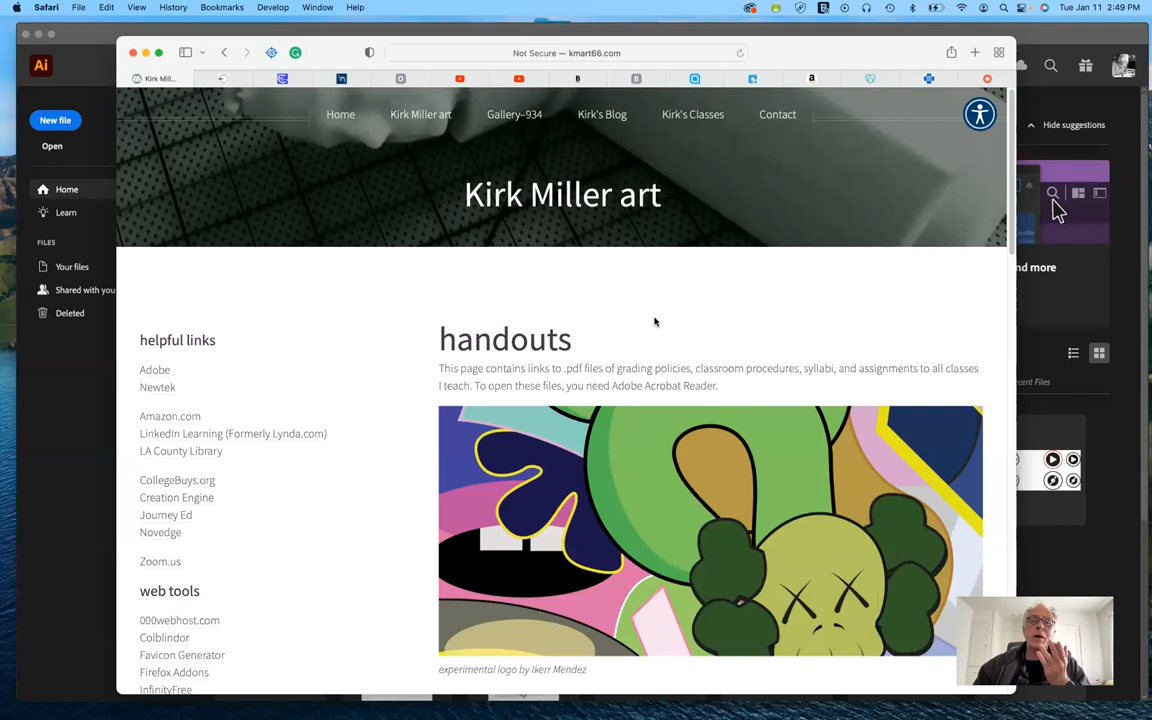 Safari File Edit View History Bookmarks Develop Window Help
Tue Jan 11 2:49 PM
Ai
Not Secure — kmart66.com
Kirk Mill...
New file
Open
Home
Learn
FILES
Your files
Shared with you
Deleted
Home Kirk Miller art Gallery–934 Kirk's Blog Kirk's Classes Contact
Kirk Miller art
helpful links
Adobe
Newtek
Amazon.com
LinkedIn Learning (Formerly Lynda.com)
LA County Library
CollegeBuys.org
Creation Engine
Journey Ed
Novedge
Zoom.us
web tools
000webhost.com
Colblindor
Favicon Generator
Firefox Addons
InfinityFree
handouts
This page contains links to .pdf files of grading policies, classroom procedures, syllabi, and assignments to all classes
I teach. To open these files, you need Adobe Acrobat Reader.
experimental logo by Ikerr Mendez
Hide suggestions
nd more
ecent Files